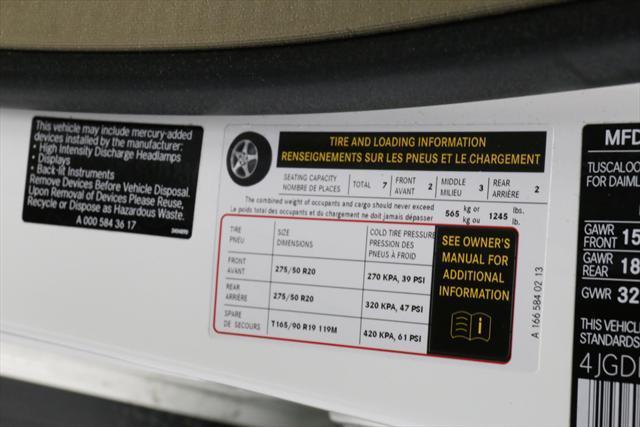 This vehicle may include mercury-added
devices installed by the manufacturer:
• High Intensity Discharge Headlamps
• Displays
• Back-lit Instruments
Remove Devices Before Vehicle Disposal.
Upon Removal of Devices Please Reuse,
Recycle or Dispose as Hazardous Waste.
A 000 584 36 17
TIRE AND LOADING INFORMATION
RENSEIGNEMENTS SUR LES PNEUS ET LE CHARGEMENT
SEATING CAPACITY
NOMBRE DE PLACES
TOTAL 7
FRONT
AVANT 2
MIDDLE
MILIEU 3
REAR
ARRIÈRE 2
The combined weight of occupants and cargo should never exceed
Le poids total des occupants et du chargement ne doit jamais dépasser
565 kg or
kg ou
1245 lbs.
lb.
TIRE
PNEU
SIZE
DIMENSIONS
COLD TIRE PRESSURE
PRESSION DES
PNEUS À FROID
FRONT
AVANT
275/50 R20
270 KPA, 39 PSI
REAR
ARRIÈRE
275/50 R20
320 KPA, 47 PSI
SPARE
DE SECOURS
T165/90 R19 119M
420 KPA, 61 PSI
SEE OWNER'S
MANUAL FOR
ADDITIONAL
INFORMATION
A 166 584 02 13
MFD
TUSCALOO
FOR DAIML
GAWR
FRONT 15
GAWR
REAR 18
GVWR 32
THIS VEHICL
STANDARDS
4JGD